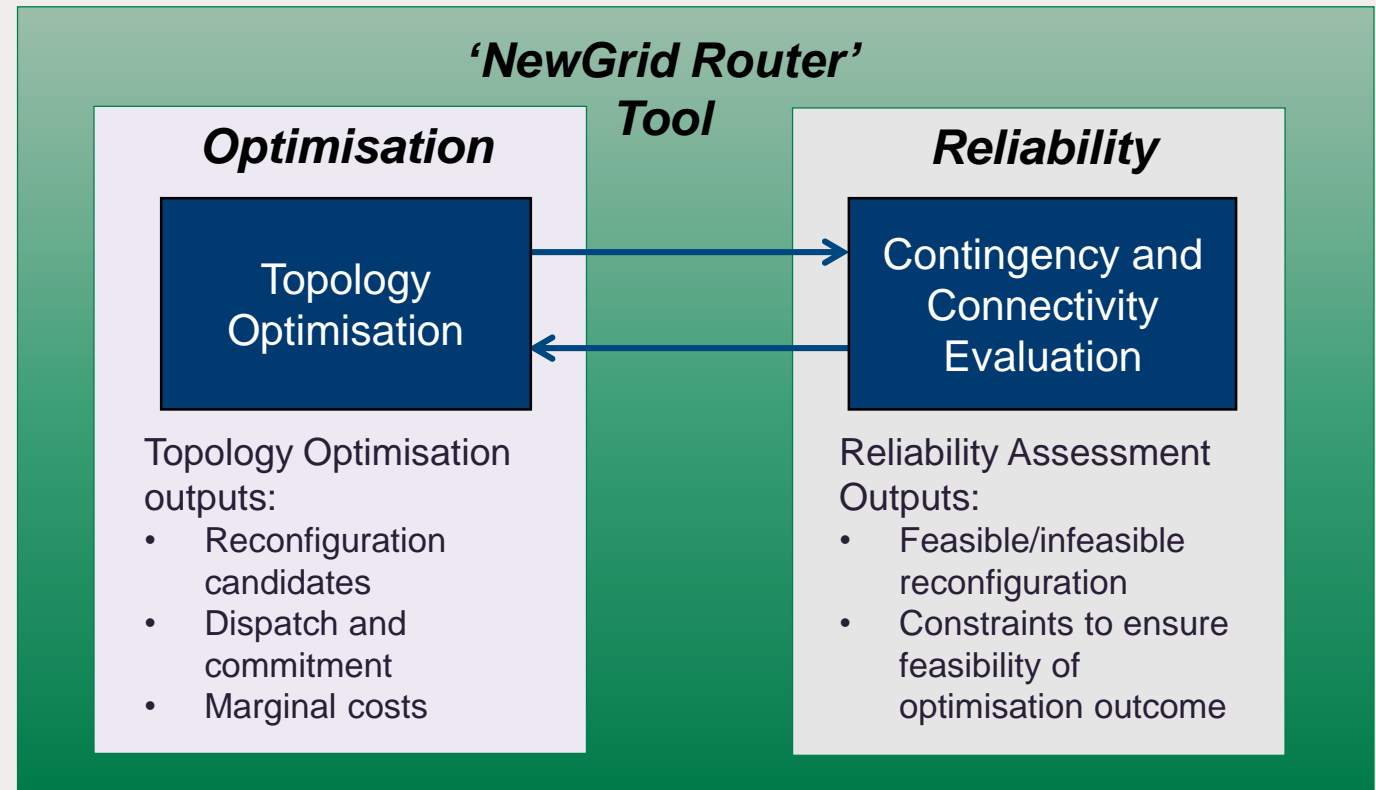 ‘NewGrid Router’
Tool
Optimisation
Topology
Optimisation
Topology Optimisation
outputs:
• Reconfiguration
candidates
• Dispatch and
commitment
• Marginal costs
Reliability
Contingency and
Connectivity
Evaluation
Reliability Assessment
Outputs:
• Feasible/infeasible
reconfiguration
• Constraints to ensure
feasibility of
optimisation outcome